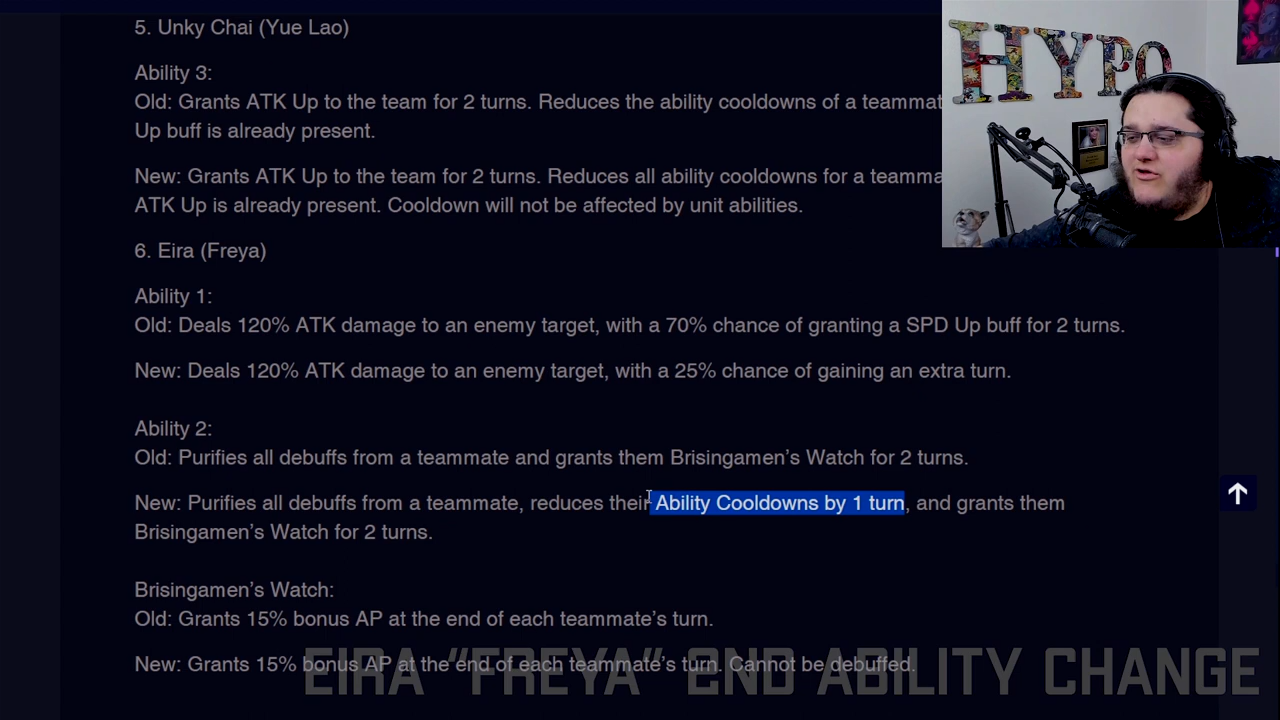 5. Unky Chai (Yue Lao)
HYPO
Ability 3:
Old: Grants ATK Up to the team for 2 turns. Reduces the ability cooldowns of a teammat
Up buff is already present.
New: Grants ATK Up to the team for 2 turns. Reduces all ability cooldowns for a teamma
ATK Up is already present. Cooldown will not be affected by unit abilities.
6. Eira (Freya)
Ability 1:
Old: Deals 120% ATK damage to an enemy target, with a 70% chance of granting a SPD Up buff for 2 turns.
New: Deals 120% ATK damage to an enemy target, with a 25% chance of gaining an extra turn.
Ability 2:
Old: Purifies all debuffs from a teammate and grants them Brisingamen’s Watch for 2 turns.
New: Purifies all debuffs from a teammate, reduces their Ability Cooldowns by 1 turn, and grants them
Brisingamen’s Watch for 2 turns.
Brisingamen’s Watch:
Old: Grants 15% bonus AP at the end of each teammate’s turn.
New: Grants 15% bonus AP at the end of each teammate’s turn. Cannot be debuffed.
EIRA “FREYA” 2ND ABILITY CHANGE